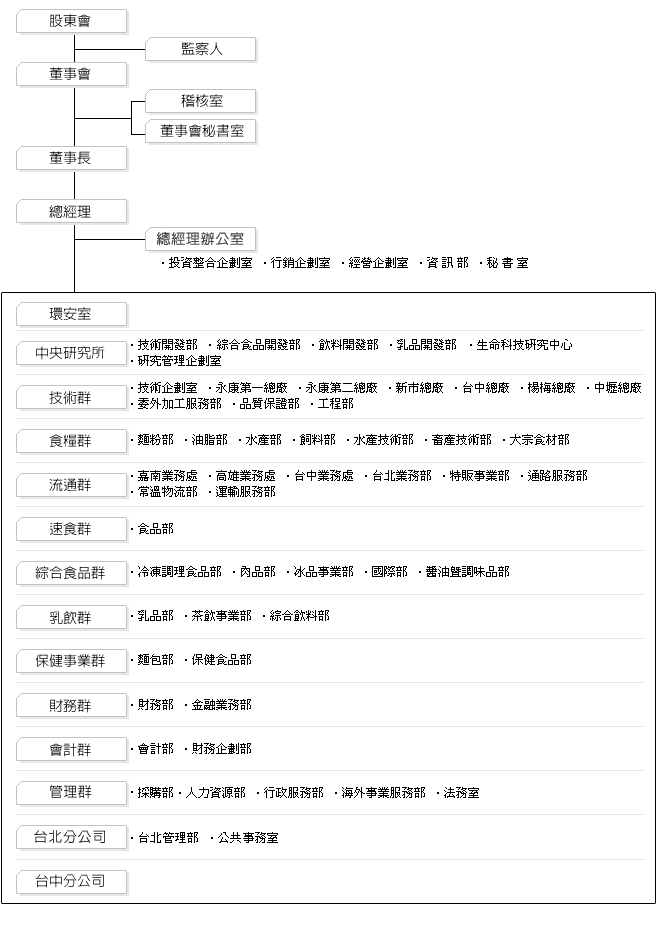 股東會
監察人
董事會
稽核室
董事會秘書室
董事長
總經理
總經理辦公室
・投資整合企劃室 ・行銷企劃室 ・經營企劃室 ・資訊部 ・秘書室
環安室
中央研究所
・技術開發部 ・綜合食品開發部 ・飲料開發部 ・乳品開發部 ・生命科技研究中心
・研究管理企劃室
技術群
・技術企劃室 ・永康第一總廠 ・永康第二總廠 ・新市總廠 ・台中總廠 ・楊梅總廠 ・中壢總廠
・委外加工服務部 ・品質保證部 ・工程部
食糧群
・麵粉部 ・油脂部 ・水產部 ・飼料部 ・水產技術部 ・畜產技術部 ・大宗食材部
流通群
・嘉南業務處 ・高雄業務處 ・台中業務處 ・台北業務部 ・特販事業部 ・通路服務部
・常溫物流部 ・運輸服務部
速食群
・食品部
綜合食品群
・冷凍調理食品部 ・肉品部 ・冰品事業部 ・國際部 ・醬油暨調味品部
乳飲群
・乳品部 ・茶飲事業部 ・綜合飲料部
保健事業群
・麵包部 ・保健食品部
財務群
・財務部 ・金融業務部
會計群
・會計部 ・財務企劃部
管理群
・採購部・人力資源部 ・行政服務部 ・海外事業服務部 ・法務室
台北分公司
・台北管理部 ・公共事務室
台中分公司